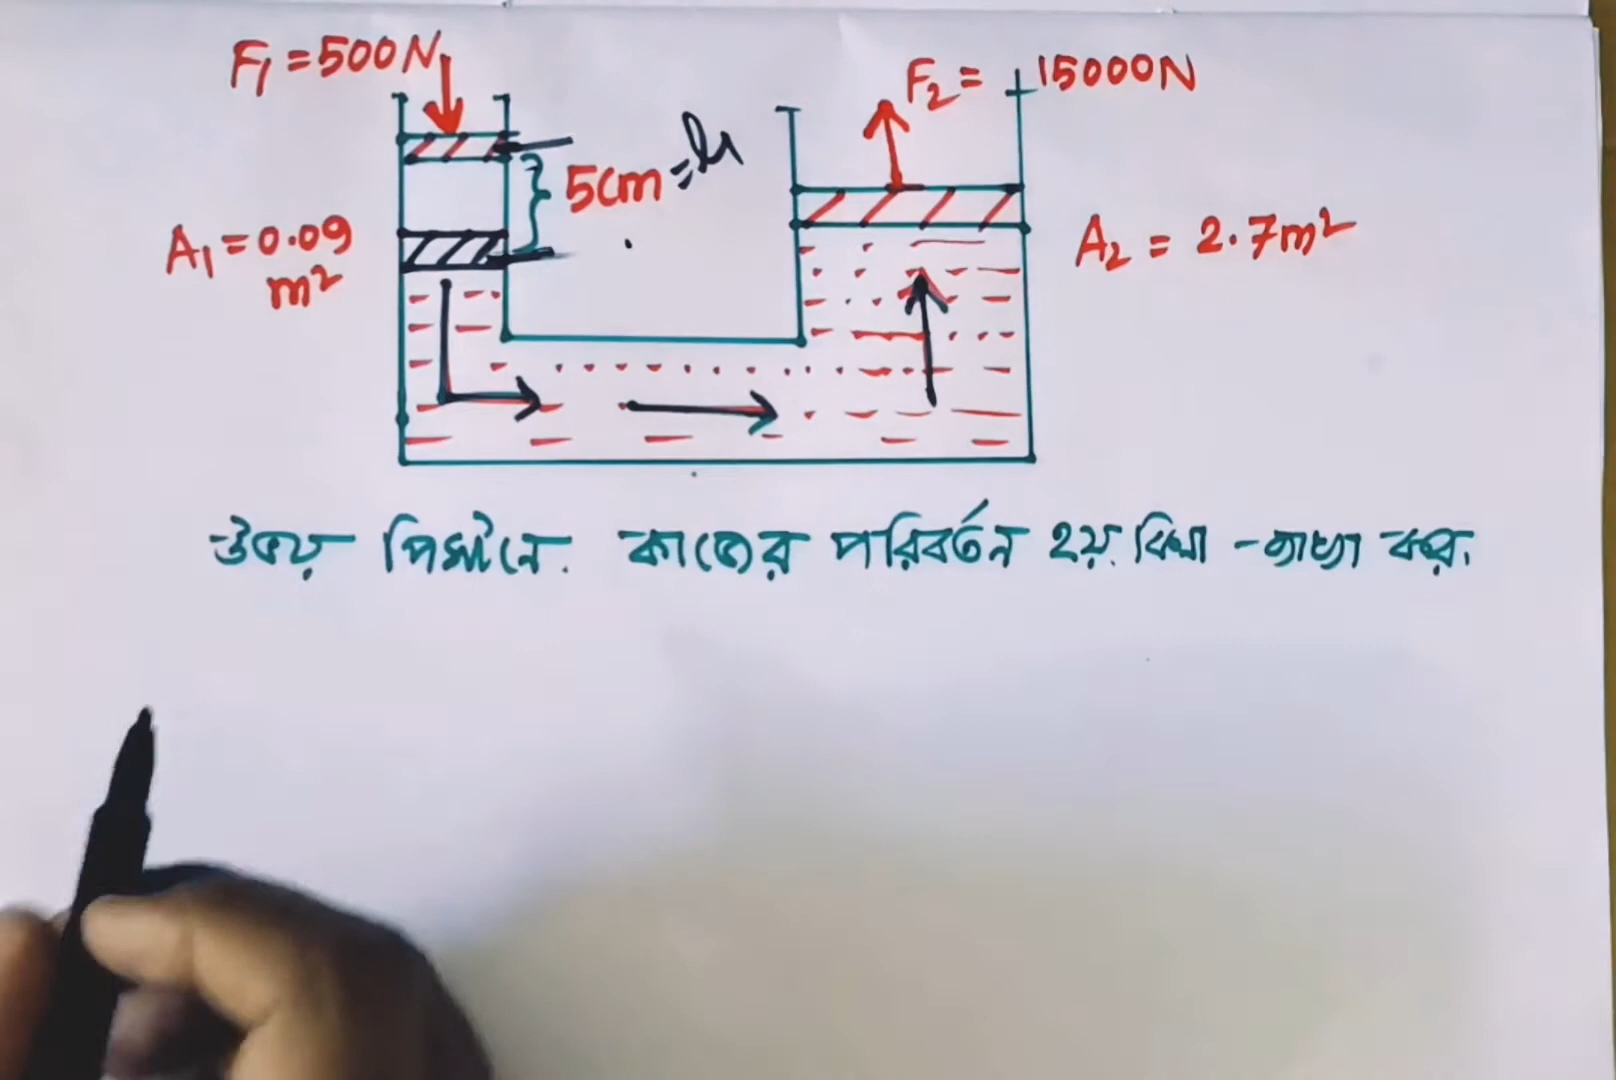 F₁ = 500N
F₂ = 15000N
5cm = h₁
A₁ = 0.09
m²
A₂ = 2.7m²
উভয় পিস্টনে কাজের পরিবর্তন হয় কিনা - ব্যাখ্যা কর.